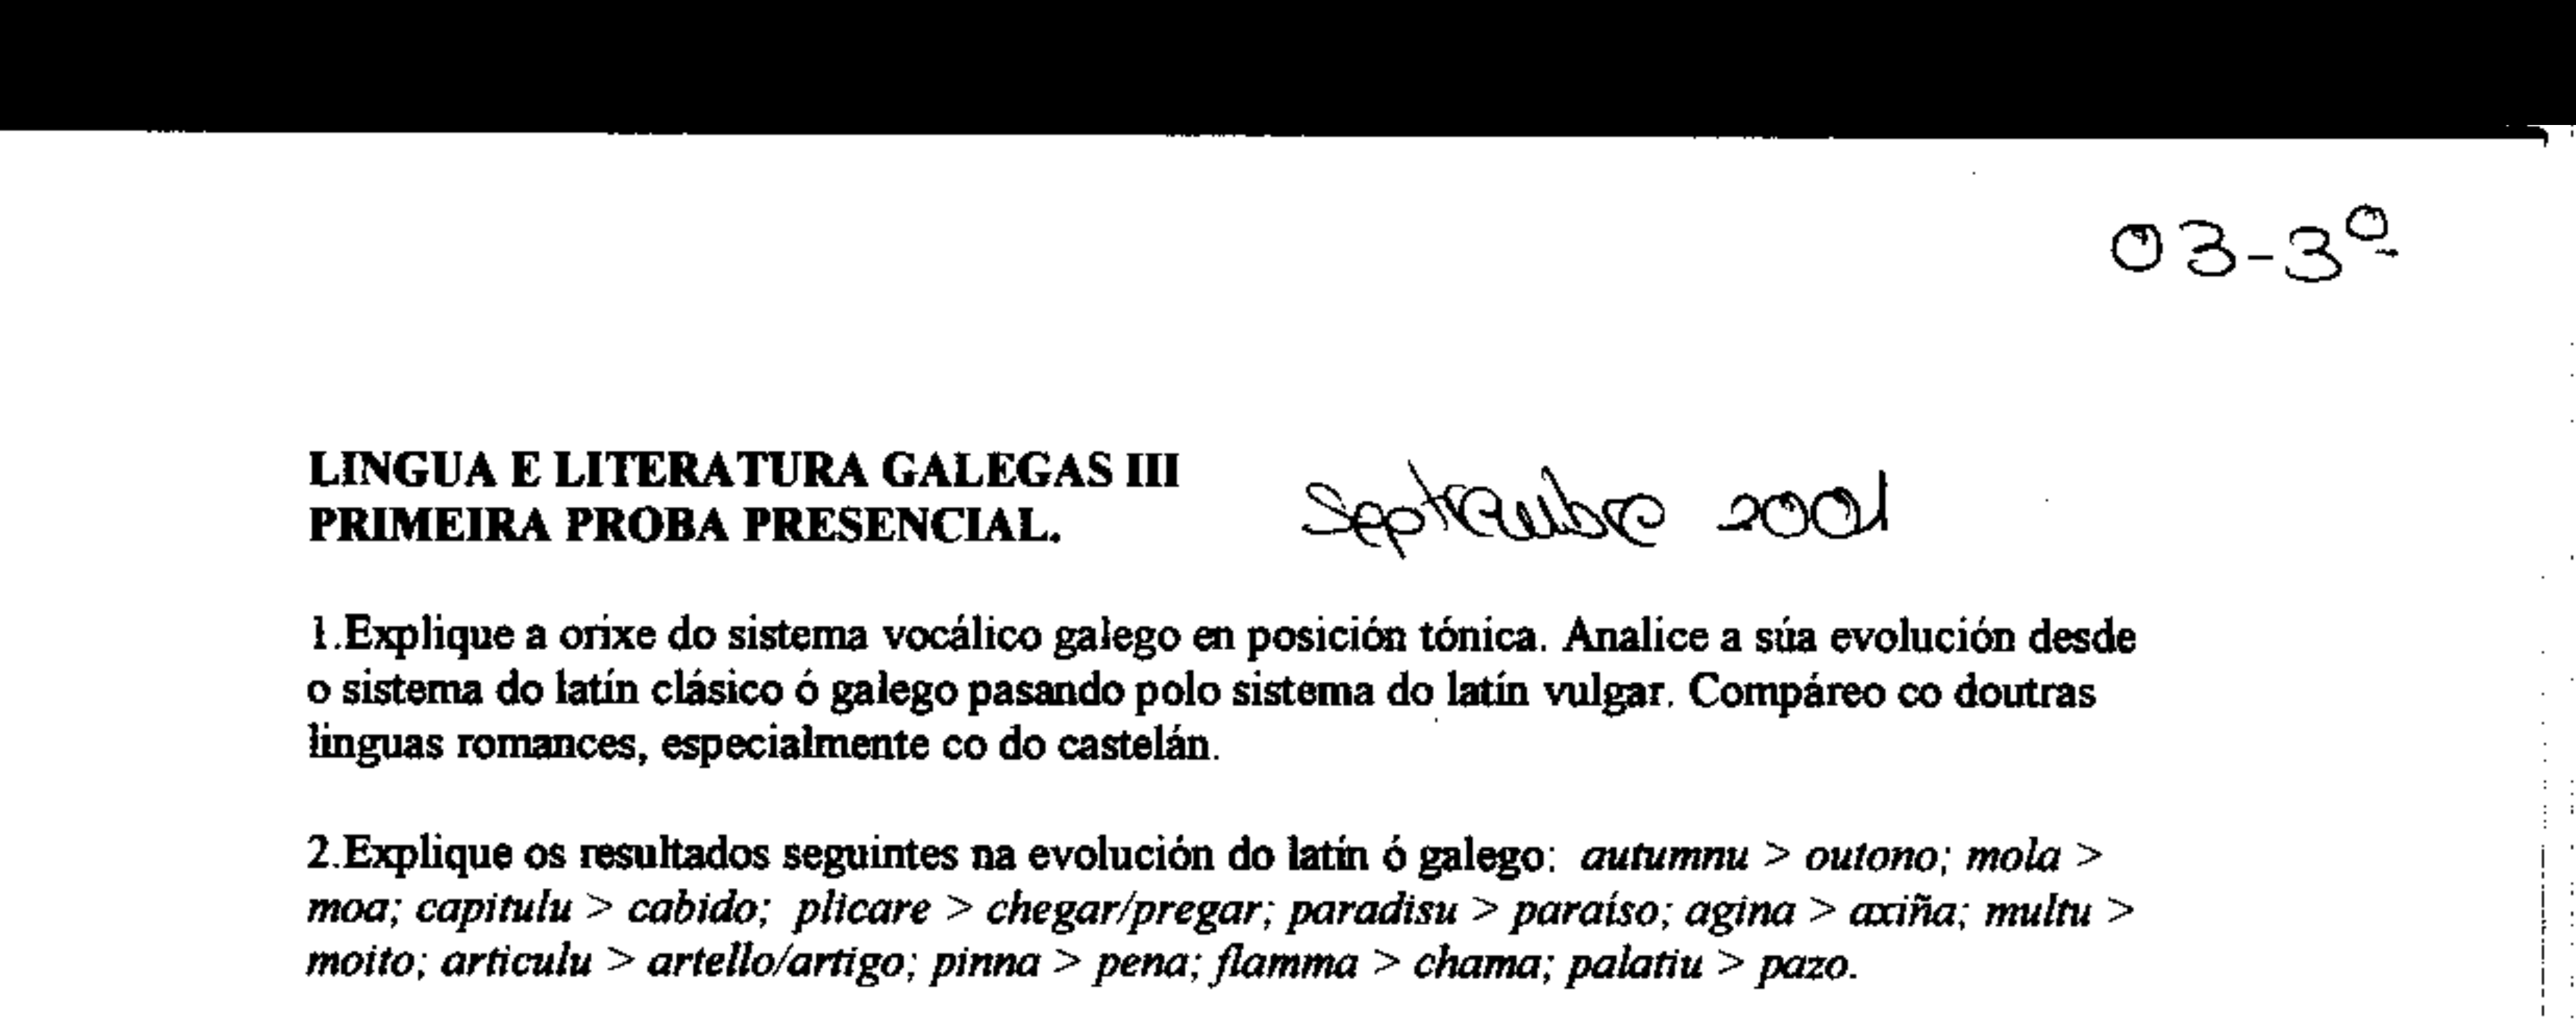 03-3º
LINGUA E LITERATURA GALEGAS III
PRIMEIRA PROBA PRESENCIAL.
Septiembre 2001
1.Explique a orixe do sistema vocálico galego en posición tónica. Analice a súa evolución desde
o sistema do latín clásico ó galego pasando polo sistema do latín vulgar. Compáreo co doutras
linguas romances, especialmente co do castelán.
2.Explique os resultados seguintes na evolución do latín ó galego: autumnu > outono; mola >
moa; capitulu > cabido; plicare > chegar/pregar; paradisu > paraíso; agina > axiña; multu >
moito; articulu > artello/artigo; pinna > pena; flamma > chama; palatiu > pazo.